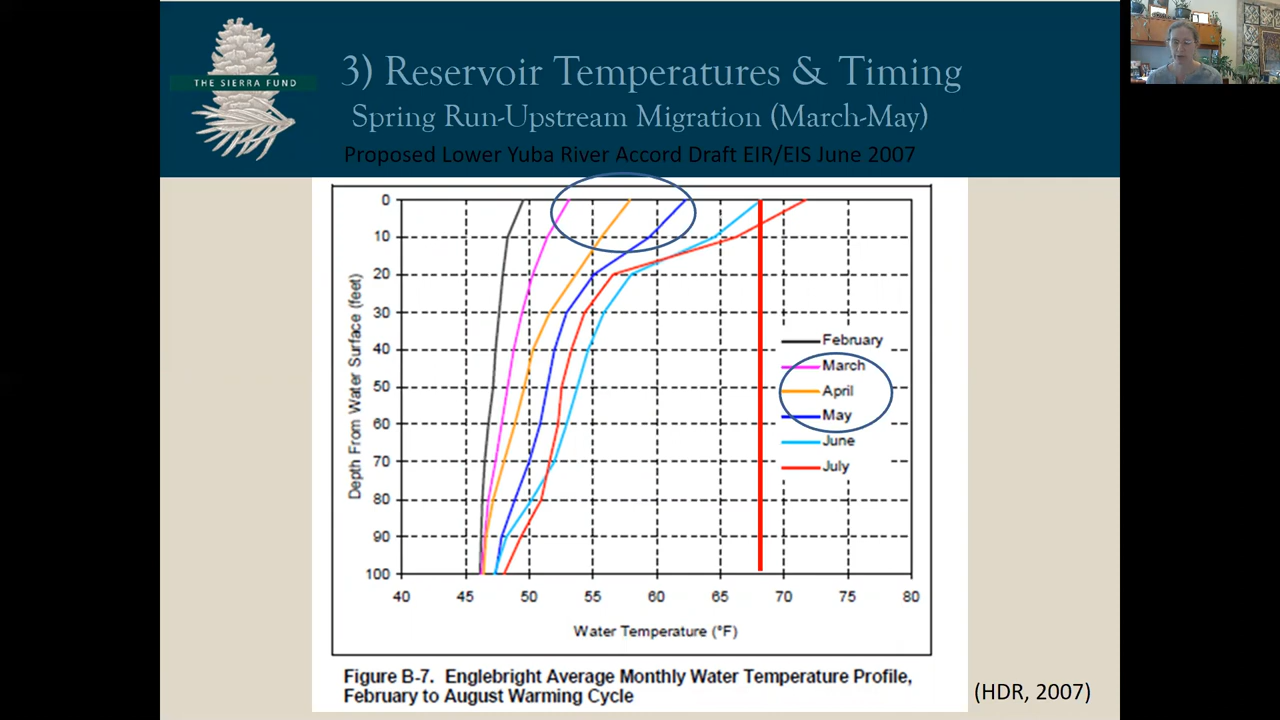 THE SIERRA FUND
3) Reservoir Temperatures & Timing
Spring Run-Upstream Migration (March-May)
Proposed Lower Yuba River Accord Draft EIR/EIS June 2007
Depth From Water Surface (feet)
0
10
20
30
40
50
60
70
80
90
100
40 45 50 55 60 65 70 75 80
Water Temperature (°F)
February
March
April
May
June
July
Figure B-7. Englebright Average Monthly Water Temperature Profile,
February to August Warming Cycle
(HDR, 2007)